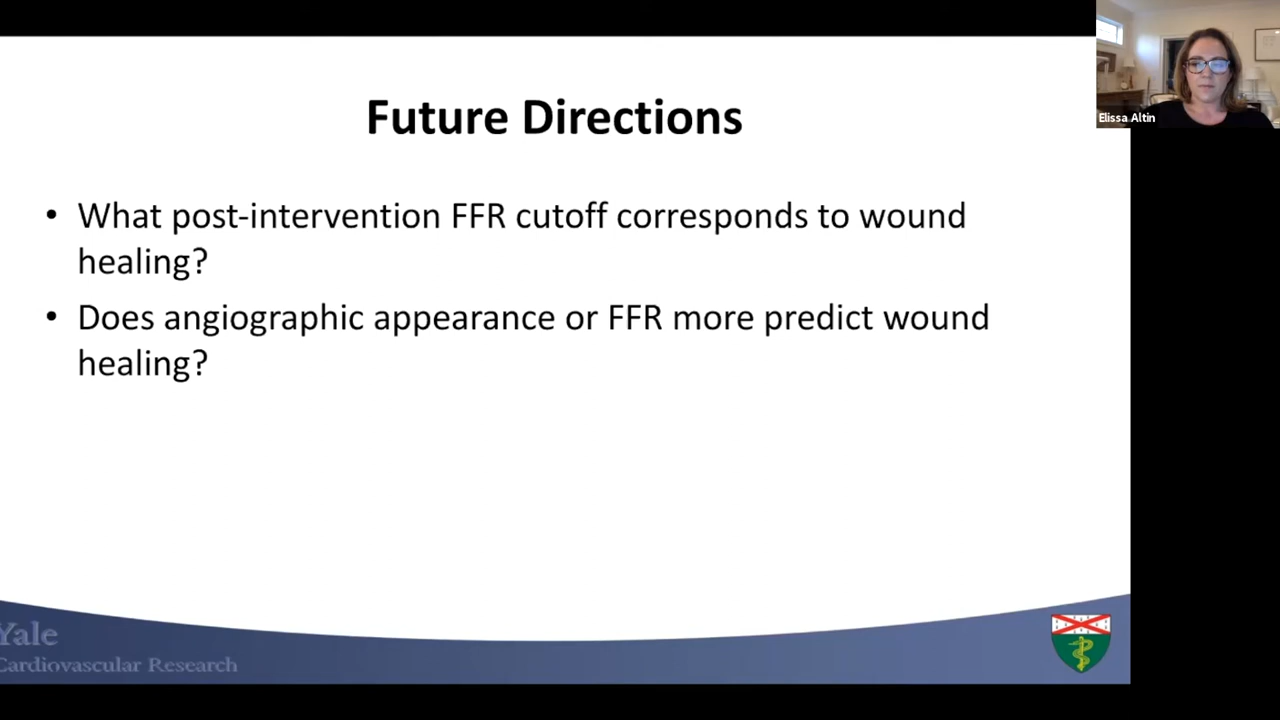 Elissa Altin
Future Directions
• What post-intervention FFR cutoff corresponds to wound
healing?
• Does angiographic appearance or FFR more predict wound
healing?
Yale
Cardiovascular Research